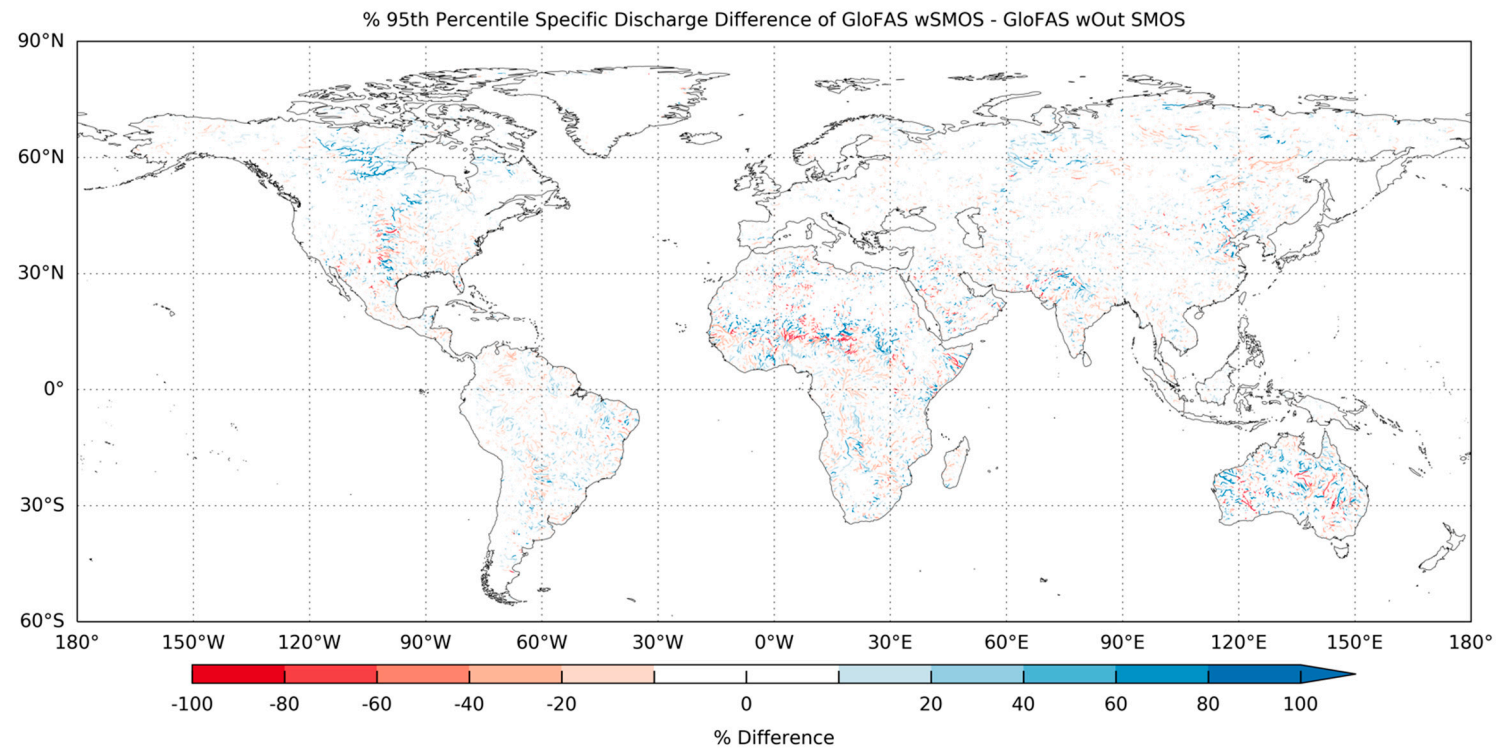 % 95th Percentile Specific Discharge Difference of GloFAS wSMOS - GloFAS wOut SMOS
90°N
60°N
30°N
0°
30°S
60°S
180° 150°W 120°W 90°W 60°W 30°W 0°W 30°E 60°E 90°E 120°E 150°E 180°
-100 -80 -60 -40 -20 0 20 40 60 80 100
% Difference